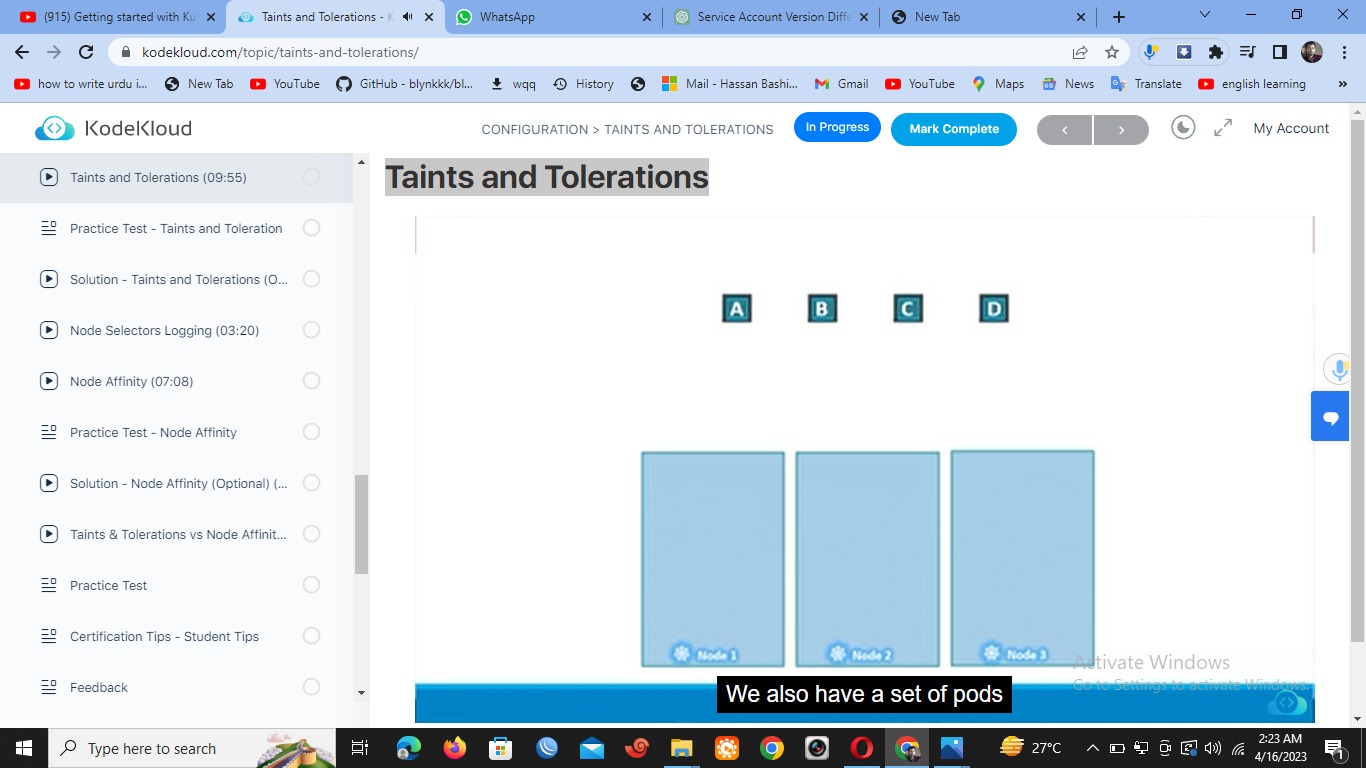 (915) Getting started with Ku
Taints and Tolerations - K
WhatsApp
Service Account Version Diffe
New Tab
kodekloud.com/topic/taints-and-tolerations/
how to write urdu i...
New Tab
YouTube
GitHub - blynkkk/bl...
wqq
History
Mail - Hassan Bashi...
Gmail
YouTube
Maps
News
Translate
english learning
»
KodeKloud
CONFIGURATION > TAINTS AND TOLERATIONS
In Progress
Mark Complete
My Account
Taints and Tolerations (09:55)
Practice Test - Taints and Toleration
Solution - Taints and Tolerations (O...
Node Selectors Logging (03:20)
Node Affinity (07:08)
Practice Test - Node Affinity
Solution - Node Affinity (Optional) (...
Taints & Tolerations vs Node Affinit...
Practice Test
Certification Tips - Student Tips
Feedback
Taints and Tolerations
A B C D
Node 1
Node 2
Node 3
We also have a set of pods
Activate Windows
Go to Settings to activate Windows.
Type here to search
27°C
2:23 AM
4/16/2023
1